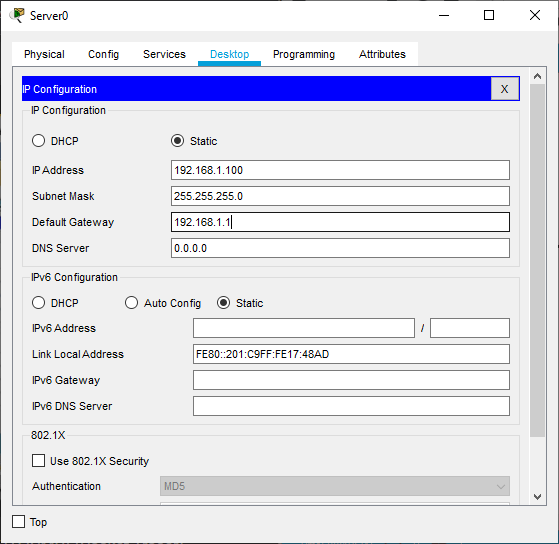 Server0
Physical Config Services Desktop Programming Attributes
IP Configuration X
IP Configuration
DHCP Static
IP Address 192.168.1.100
Subnet Mask 255.255.255.0
Default Gateway 192.168.1.1
DNS Server 0.0.0.0
IPv6 Configuration
DHCP Auto Config Static
IPv6 Address /
Link Local Address FE80::201:C9FF:FE17:48AD
IPv6 Gateway
IPv6 DNS Server
802.1X
Use 802.1X Security
Authentication MD5
Top